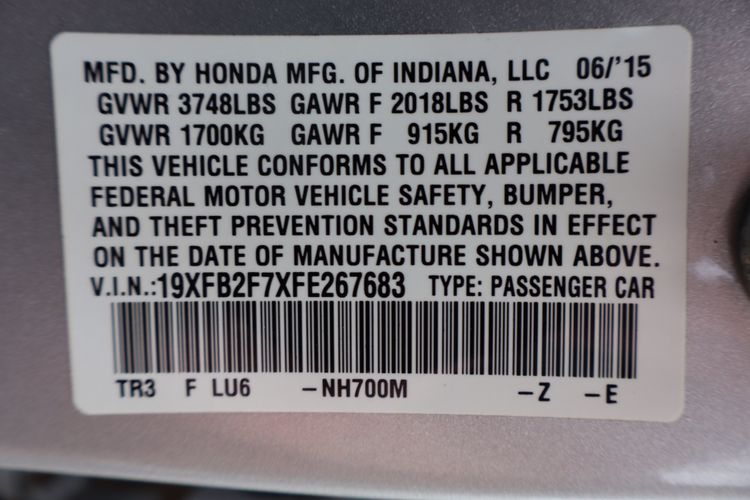 MFD. BY HONDA MFG. OF INDIANA, LLC 06/'15
GVWR 3748LBS GAWR F 2018LBS R 1753LBS
GVWR 1700KG GAWR F 915KG R 795KG
THIS VEHICLE CONFORMS TO ALL APPLICABLE
FEDERAL MOTOR VEHICLE SAFETY, BUMPER,
AND THEFT PREVENTION STANDARDS IN EFFECT
ON THE DATE OF MANUFACTURE SHOWN ABOVE.
V.I.N.:19XFB2F7XFE267683 TYPE: PASSENGER CAR
TR3 F LU6 –NH700M –Z –E